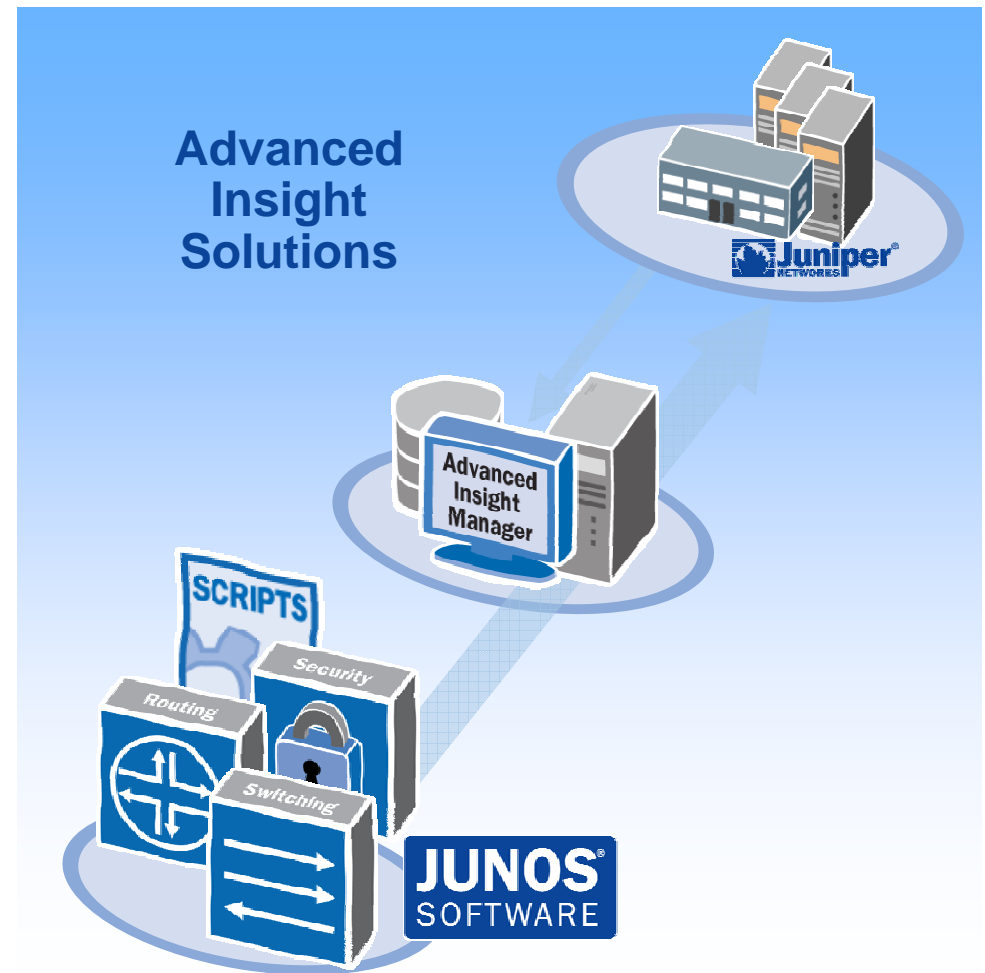 Advanced
Insight
Solutions
Juniper®
NETWORKS
Advanced
Insight
Manager
SCRIPTS
Security
Routing
Switching
JUNOS®
SOFTWARE